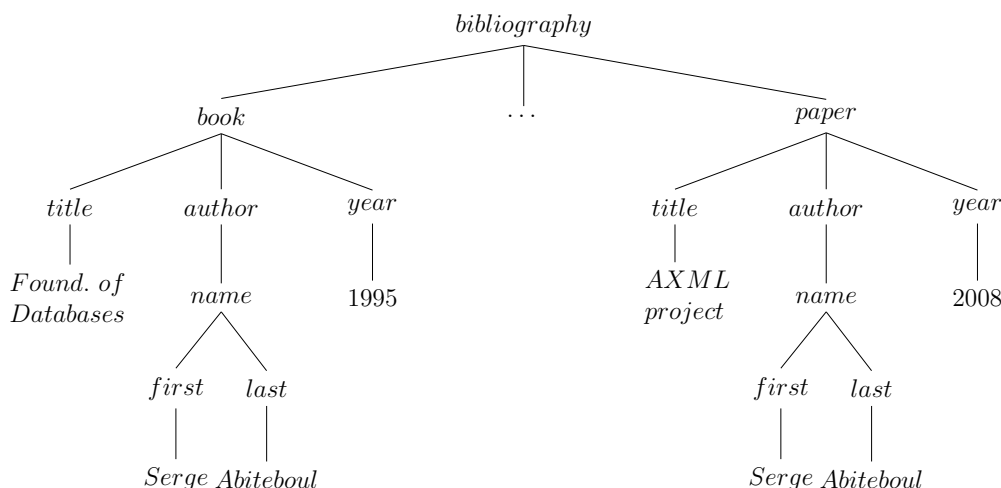 bibliography
book ... paper
title author year title author year
Found. of
Databases name 1995 AXML
project name 2008
first last first last
Serge Abiteboul Serge Abiteboul